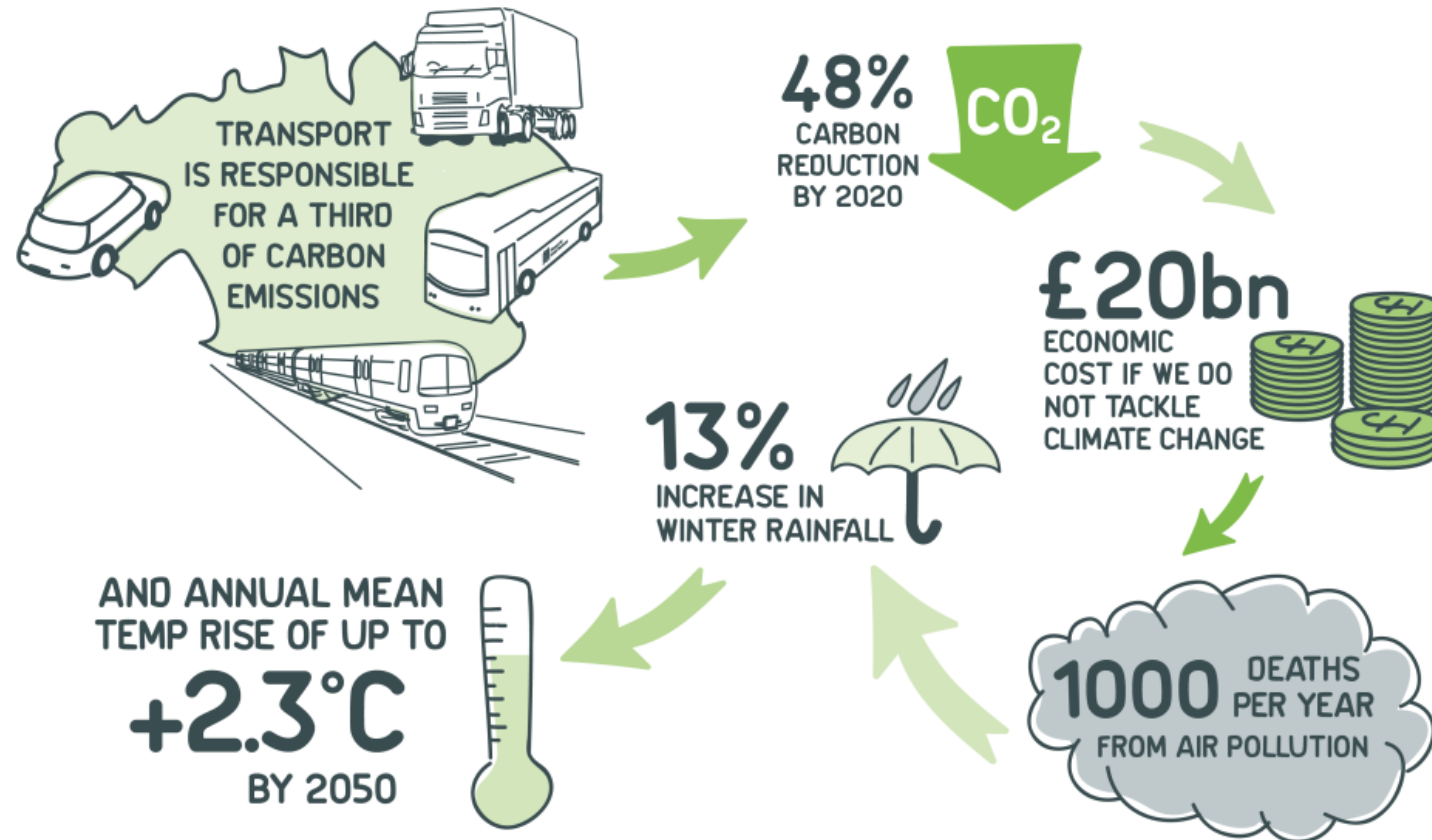 TRANSPORT
IS RESPONSIBLE
FOR A THIRD
OF CARBON
EMISSIONS
48%
CARBON
REDUCTION
BY 2020
CO₂
£20bn
ECONOMIC
COST IF WE DO
NOT TACKLE
CLIMATE CHANGE
1000 DEATHS
PER YEAR
FROM AIR POLLUTION
13%
INCREASE IN
WINTER RAINFALL
AND ANNUAL MEAN
TEMP RISE OF UP TO
+2.3°C
BY 2050